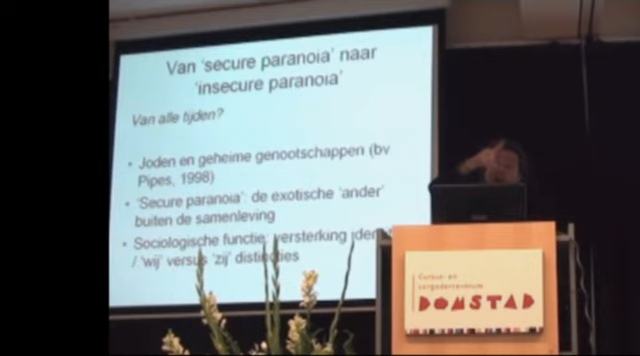 Van 'secure paranoia' naar
'insecure paranoia'
Van alle tijden?
• Joden en geheime genootschappen (bv
Pipes, 1998)
• 'Secure paranoia': de exotische 'ander'
buiten de samenleving
• Sociologische functie: versterking iden
/ 'wij' versus 'zij' distincties
Cursus- en
vergadercentrum
DOMSTAD